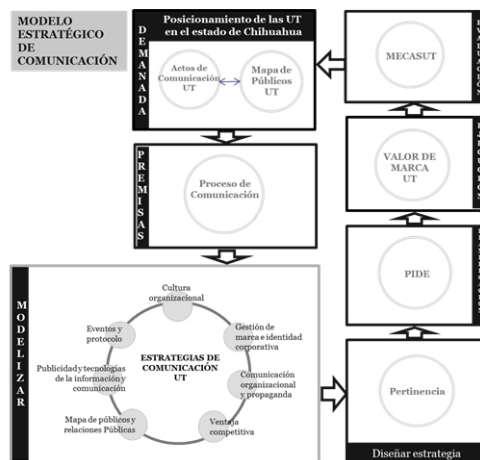 MODELO
ESTRATÉGICO
DE
COMUNICACIÓN
DEMANADA
Posicionamiento de las UT
en el estado de Chihuahua
Actos de
Comunicación
UT
Mapa de
Públicos
UT
PREMISAS
Proceso de
Comunicación
MODELIZAR
Cultura
organizacional
Eventos y
protocolo
Gestión de
marca e identidad
corporativa
ESTRATEGIAS DE
COMUNICACIÓN
UT
Publicidad y tecnologías
de la información y
comunicación
Comunicación
organizacional
y propaganda
Mapa de públicos y
relaciones Públicas
Ventaja
competitiva
MECASUT
VALOR DE
MARCA
UT
PIDE
Pertinencia
Diseñar estrategia